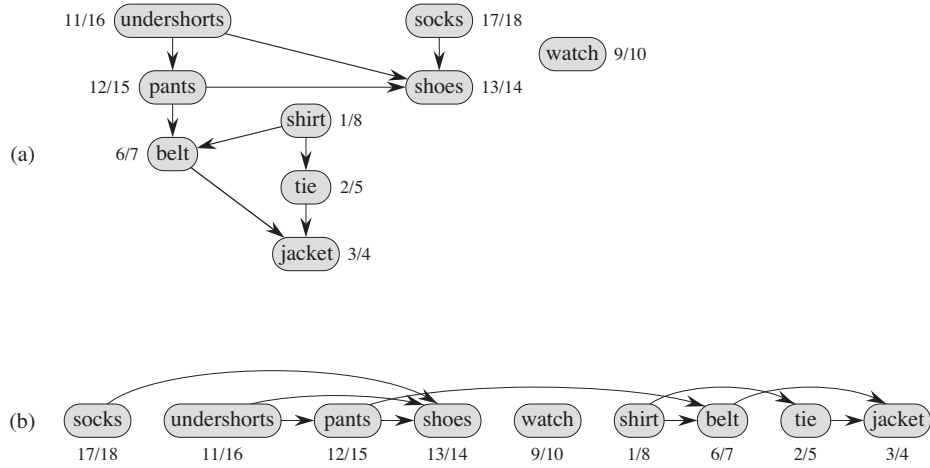 11/16 undershorts socks 17/18
watch 9/10
12/15 pants shoes 13/14
shirt 1/8
(a) 6/7 belt
tie 2/5
jacket 3/4
(b) socks undershorts pants shoes watch shirt belt tie jacket
17/18 11/16 12/15 13/14 9/10 1/8 6/7 2/5 3/4